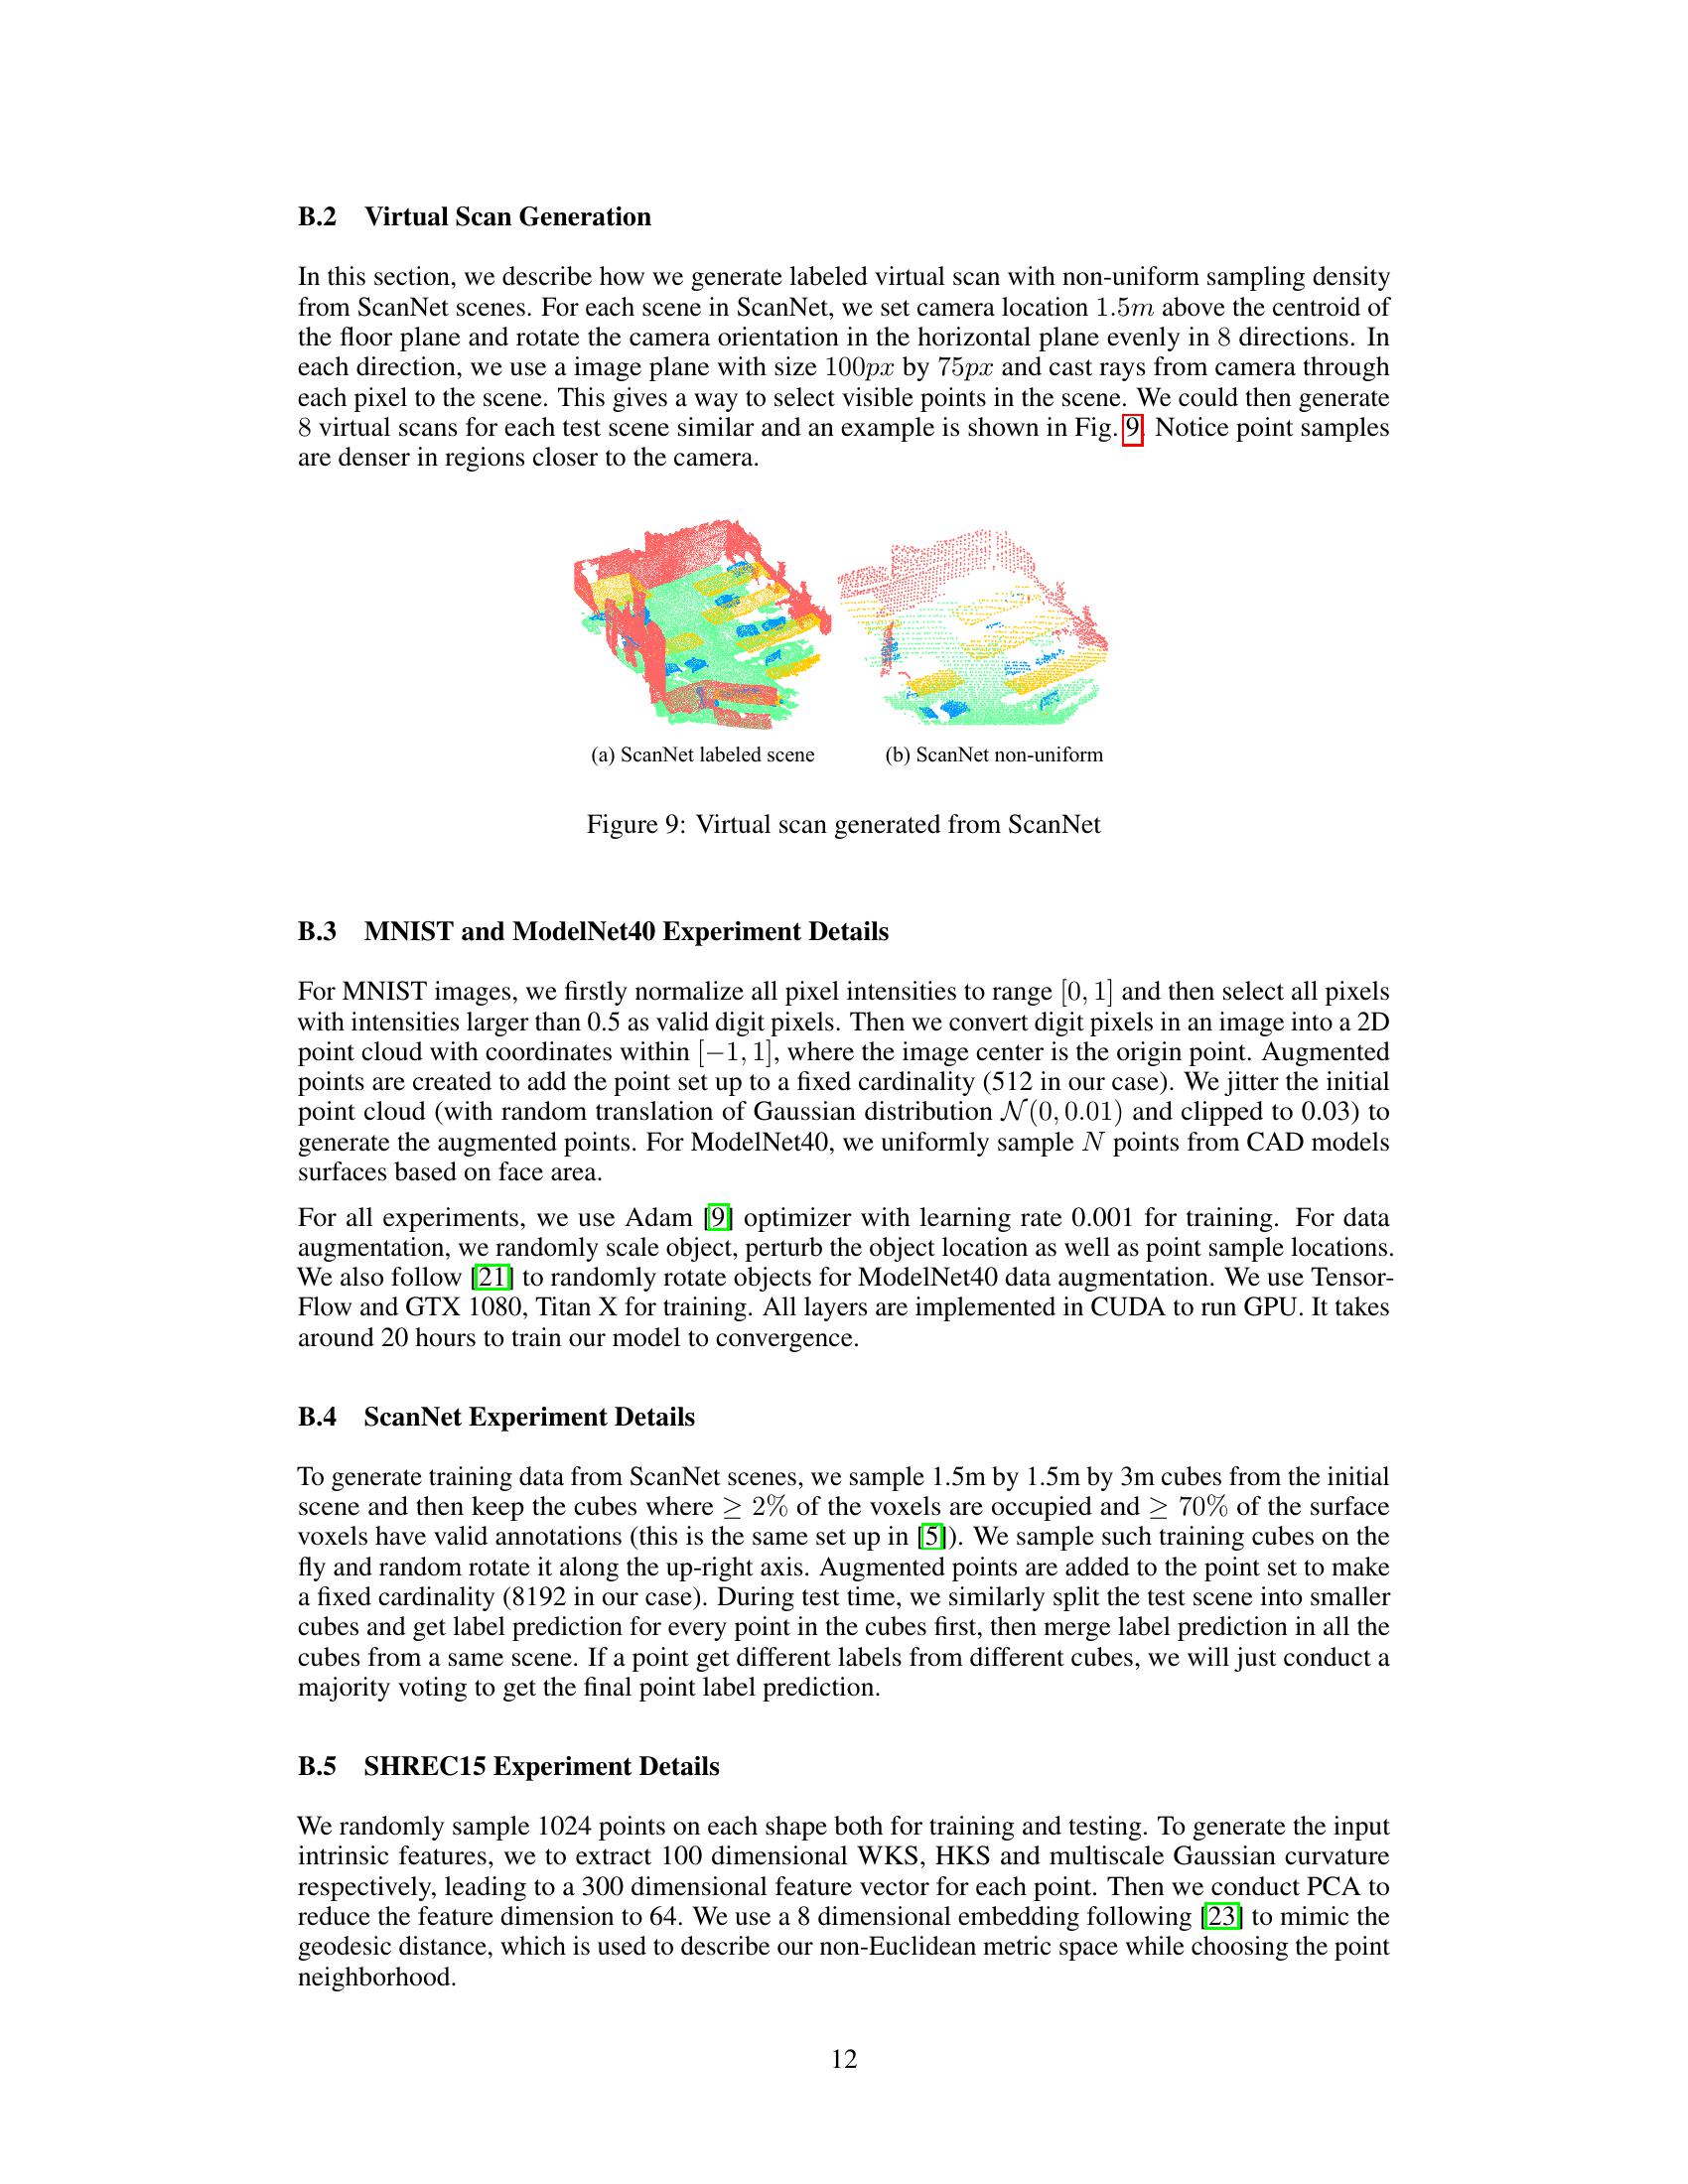 B.2 Virtual Scan Generation
In this section, we describe how we generate labeled virtual scan with non-uniform sampling density
from ScanNet scenes. For each scene in ScanNet, we set camera location 1.5m above the centroid of
the floor plane and rotate the camera orientation in the horizontal plane evenly in 8 directions. In
each direction, we use a image plane with size 100px by 75px and cast rays from camera through
each pixel to the scene. This gives a way to select visible points in the scene. We could then generate
8 virtual scans for each test scene similar and an example is shown in Fig. 9. Notice point samples
are denser in regions closer to the camera.
(a) ScanNet labeled scene (b) ScanNet non-uniform
Figure 9: Virtual scan generated from ScanNet
B.3 MNIST and ModelNet40 Experiment Details
For MNIST images, we firstly normalize all pixel intensities to range [0, 1] and then select all pixels
with intensities larger than 0.5 as valid digit pixels. Then we convert digit pixels in an image into a 2D
point cloud with coordinates within [−1, 1], where the image center is the origin point. Augmented
points are created to add the point set up to a fixed cardinality (512 in our case). We jitter the initial
point cloud (with random translation of Gaussian distribution 𝒩(0, 0.01) and clipped to 0.03) to
generate the augmented points. For ModelNet40, we uniformly sample N points from CAD models
surfaces based on face area.
For all experiments, we use Adam [9] optimizer with learning rate 0.001 for training. For data
augmentation, we randomly scale object, perturb the object location as well as point sample locations.
We also follow [21] to randomly rotate objects for ModelNet40 data augmentation. We use Tensor-
Flow and GTX 1080, Titan X for training. All layers are implemented in CUDA to run GPU. It takes
around 20 hours to train our model to convergence.
B.4 ScanNet Experiment Details
To generate training data from ScanNet scenes, we sample 1.5m by 1.5m by 3m cubes from the initial
scene and then keep the cubes where ≥ 2% of the voxels are occupied and ≥ 70% of the surface
voxels have valid annotations (this is the same set up in [5]). We sample such training cubes on the
fly and random rotate it along the up-right axis. Augmented points are added to the point set to make
a fixed cardinality (8192 in our case). During test time, we similarly split the test scene into smaller
cubes and get label prediction for every point in the cubes first, then merge label prediction in all the
cubes from a same scene. If a point get different labels from different cubes, we will just conduct a
majority voting to get the final point label prediction.
B.5 SHREC15 Experiment Details
We randomly sample 1024 points on each shape both for training and testing. To generate the input
intrinsic features, we to extract 100 dimensional WKS, HKS and multiscale Gaussian curvature
respectively, leading to a 300 dimensional feature vector for each point. Then we conduct PCA to
reduce the feature dimension to 64. We use a 8 dimensional embedding following [23] to mimic the
geodesic distance, which is used to describe our non-Euclidean metric space while choosing the point
neighborhood.
12